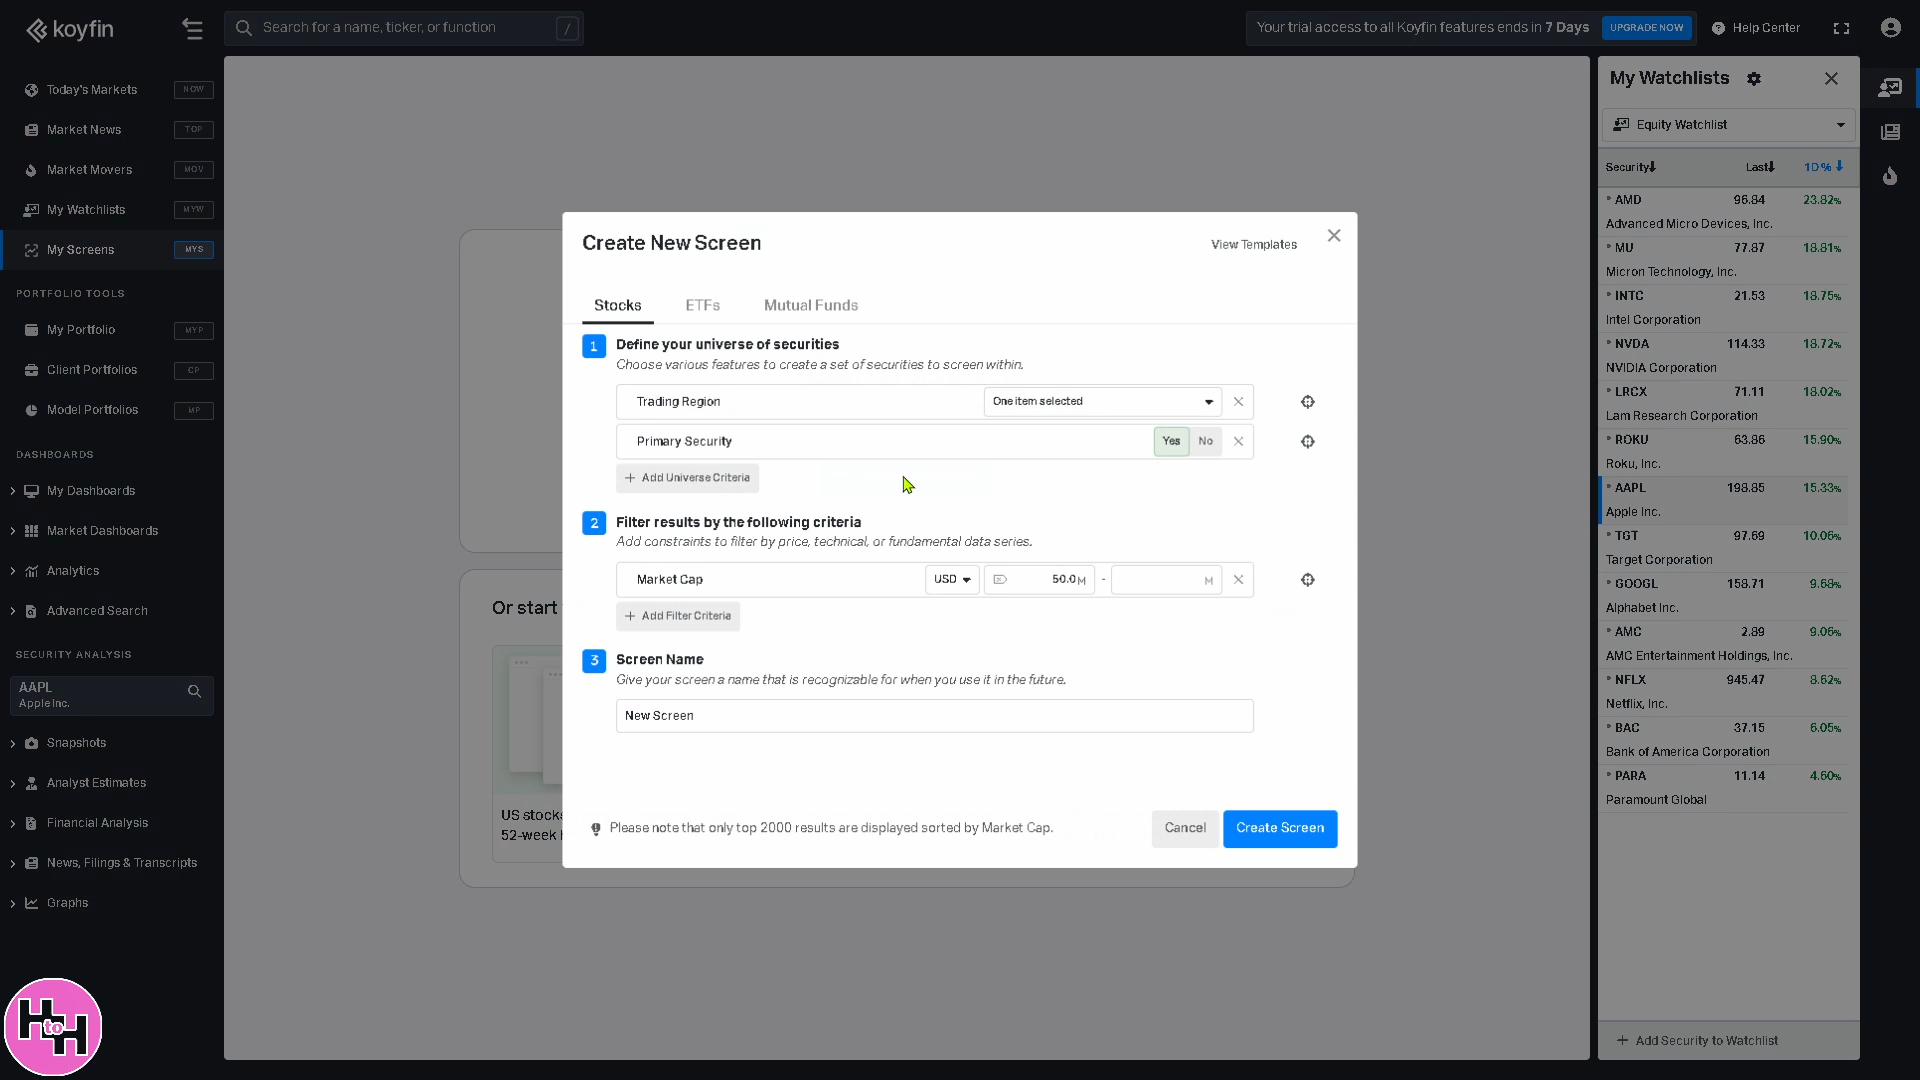 koyfin
Search for a name, ticker, or function /
Your trial access to all Koyfin features ends in 7 Days UPGRADE NOW Help Center
Today's Markets NOW
Market News TOP
Market Movers MOV
My Watchlists MYW
My Screens MYS
PORTFOLIO TOOLS
My Portfolio MYP
Client Portfolios CP
Model Portfolios MP
DASHBOARDS
My Dashboards
Market Dashboards
Analytics
Advanced Search
SECURITY ANALYSIS
AAPL
Apple Inc.
Snapshots
Analyst Estimates
Financial Analysis
News, Filings & Transcripts
Graphs
H to H
Or start
US stocks
52-week
Create New Screen
View Templates
Stocks ETFs Mutual Funds
1 Define your universe of securities
Choose various features to create a set of securities to screen within.
Trading Region One item selected
Primary Security Yes No
+ Add Universe Criteria
2 Filter results by the following criteria
Add constraints to filter by price, technical, or fundamental data series.
Market Cap USD 50.0 M - M
+ Add Filter Criteria
3 Screen Name
Give your screen a name that is recognizable for when you use it in the future.
New Screen
Please note that only top 2000 results are displayed sorted by Market Cap.
Cancel Create Screen
My Watchlists
Equity Watchlist
Security Last 1D %
AMD 96.84 23.82%
Advanced Micro Devices, Inc.
MU 77.87 18.81%
Micron Technology, Inc.
INTC 21.53 18.75%
Intel Corporation
NVDA 114.33 18.72%
NVIDIA Corporation
LRCX 71.11 18.02%
Lam Research Corporation
ROKU 63.86 15.90%
Roku, Inc.
AAPL 198.85 15.33%
Apple Inc.
TGT 97.69 10.06%
Target Corporation
GOOGL 158.71 9.68%
Alphabet Inc.
AMC 2.89 9.06%
AMC Entertainment Holdings, Inc.
NFLX 945.47 8.62%
Netflix, Inc.
BAC 37.15 6.05%
Bank of America Corporation
PARA 11.14 4.60%
Paramount Global
+ Add Security to Watchlist